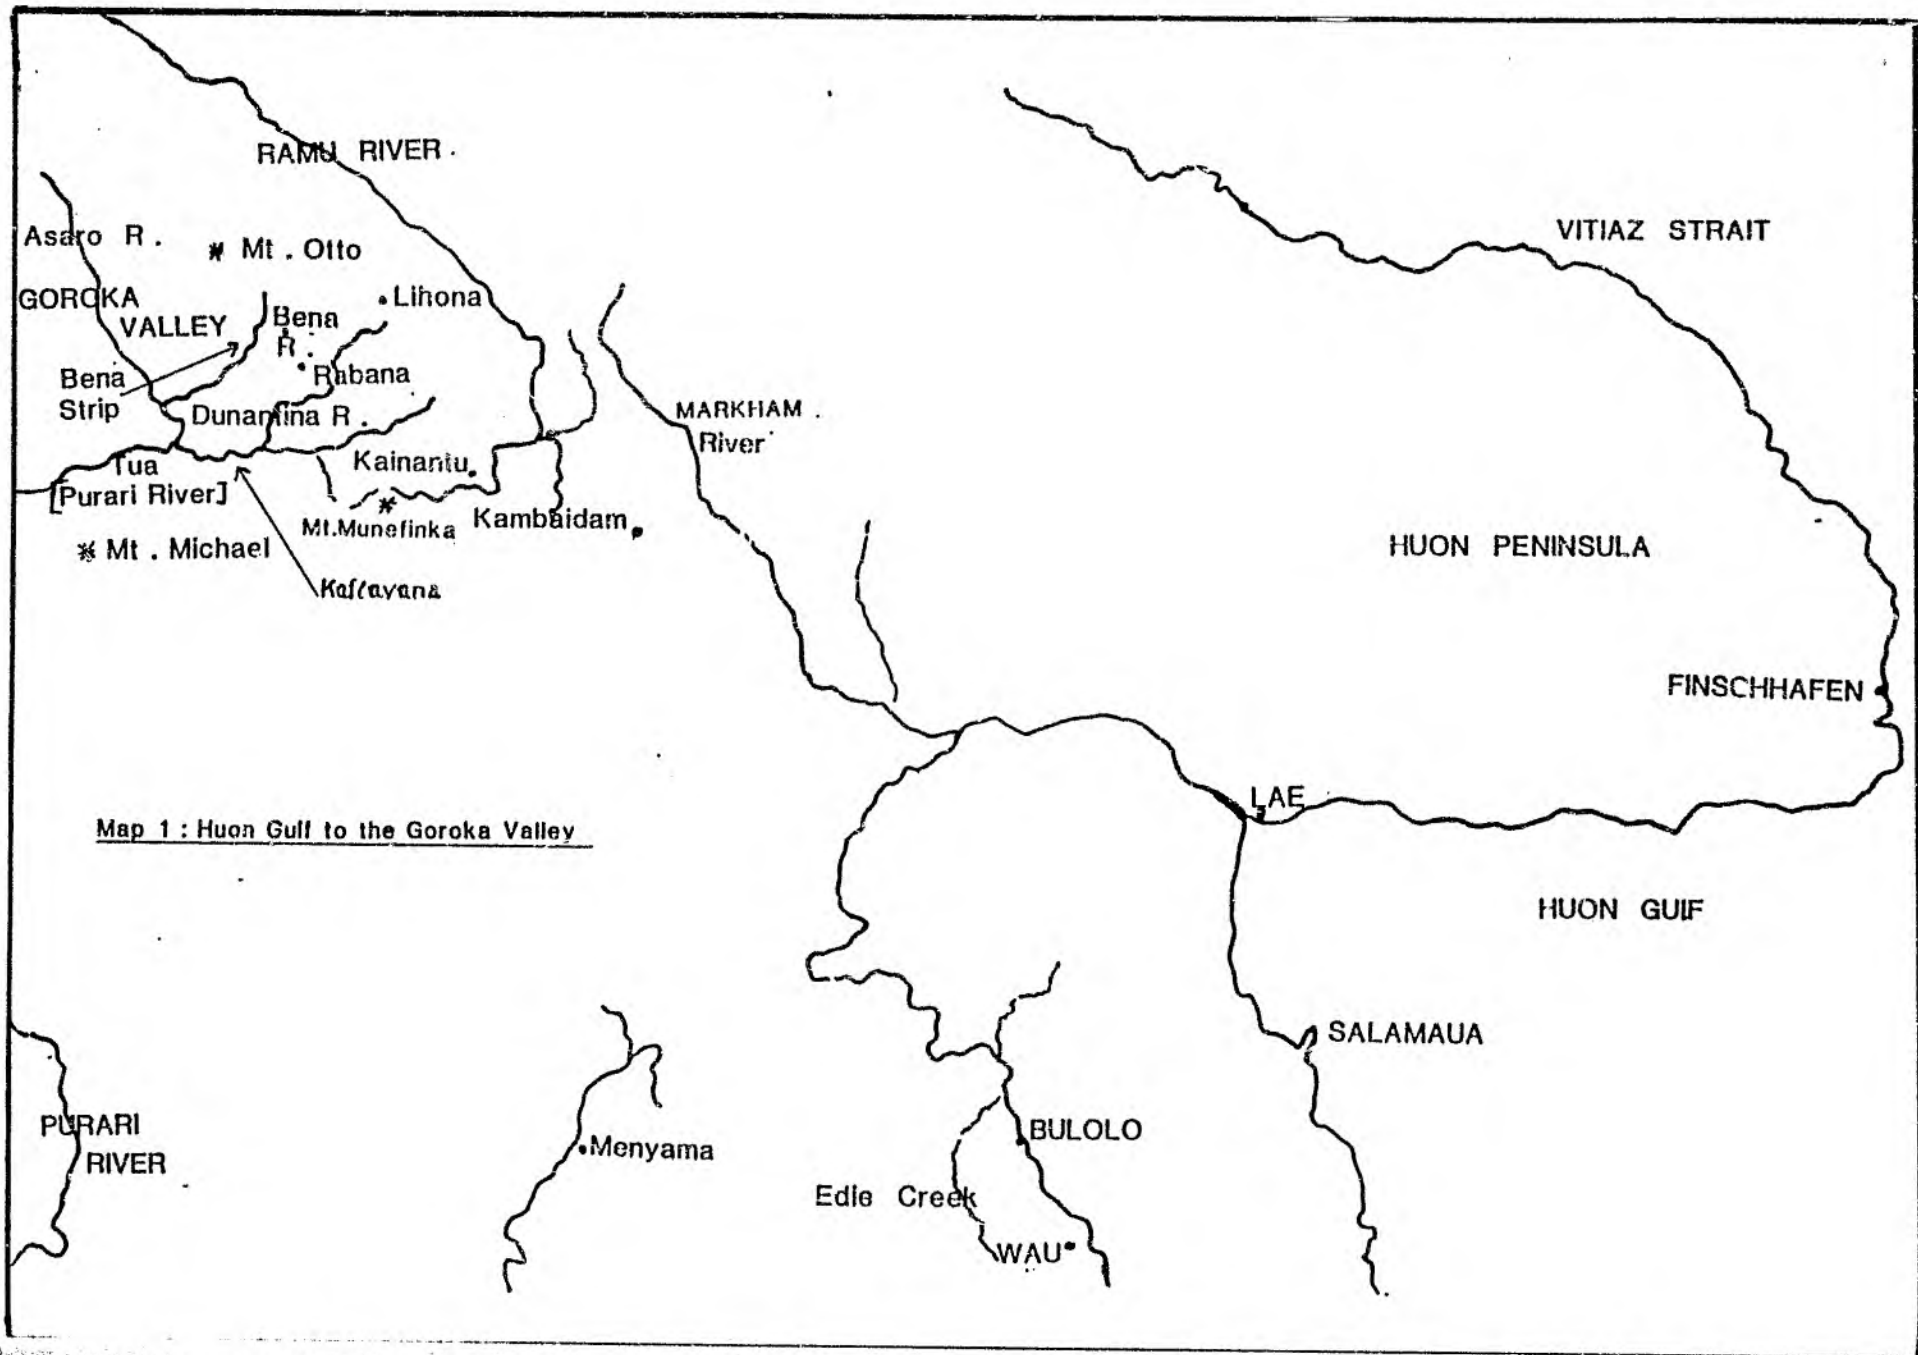 RAMU RIVER.
VITIAZ STRAIT
Asaro R.
Mt. Otto
GOROKA
VALLEY
Lihona
Bena
R.
Bena
Strip
Rabana
Dunantina R.
MARKHAM
River
Tua
[Purari River]
Kainantu
Mt. Munefinka
Kambaidam
Mt. Michael
HUON PENINSULA
FINSCHHAFEN
LAE
Map 1: Huon Gulf to the Goroka Valley
HUON GULF
SALAMAUA
PURARI
RIVER
Menyama
BULOLO
Edie Creek
WAU